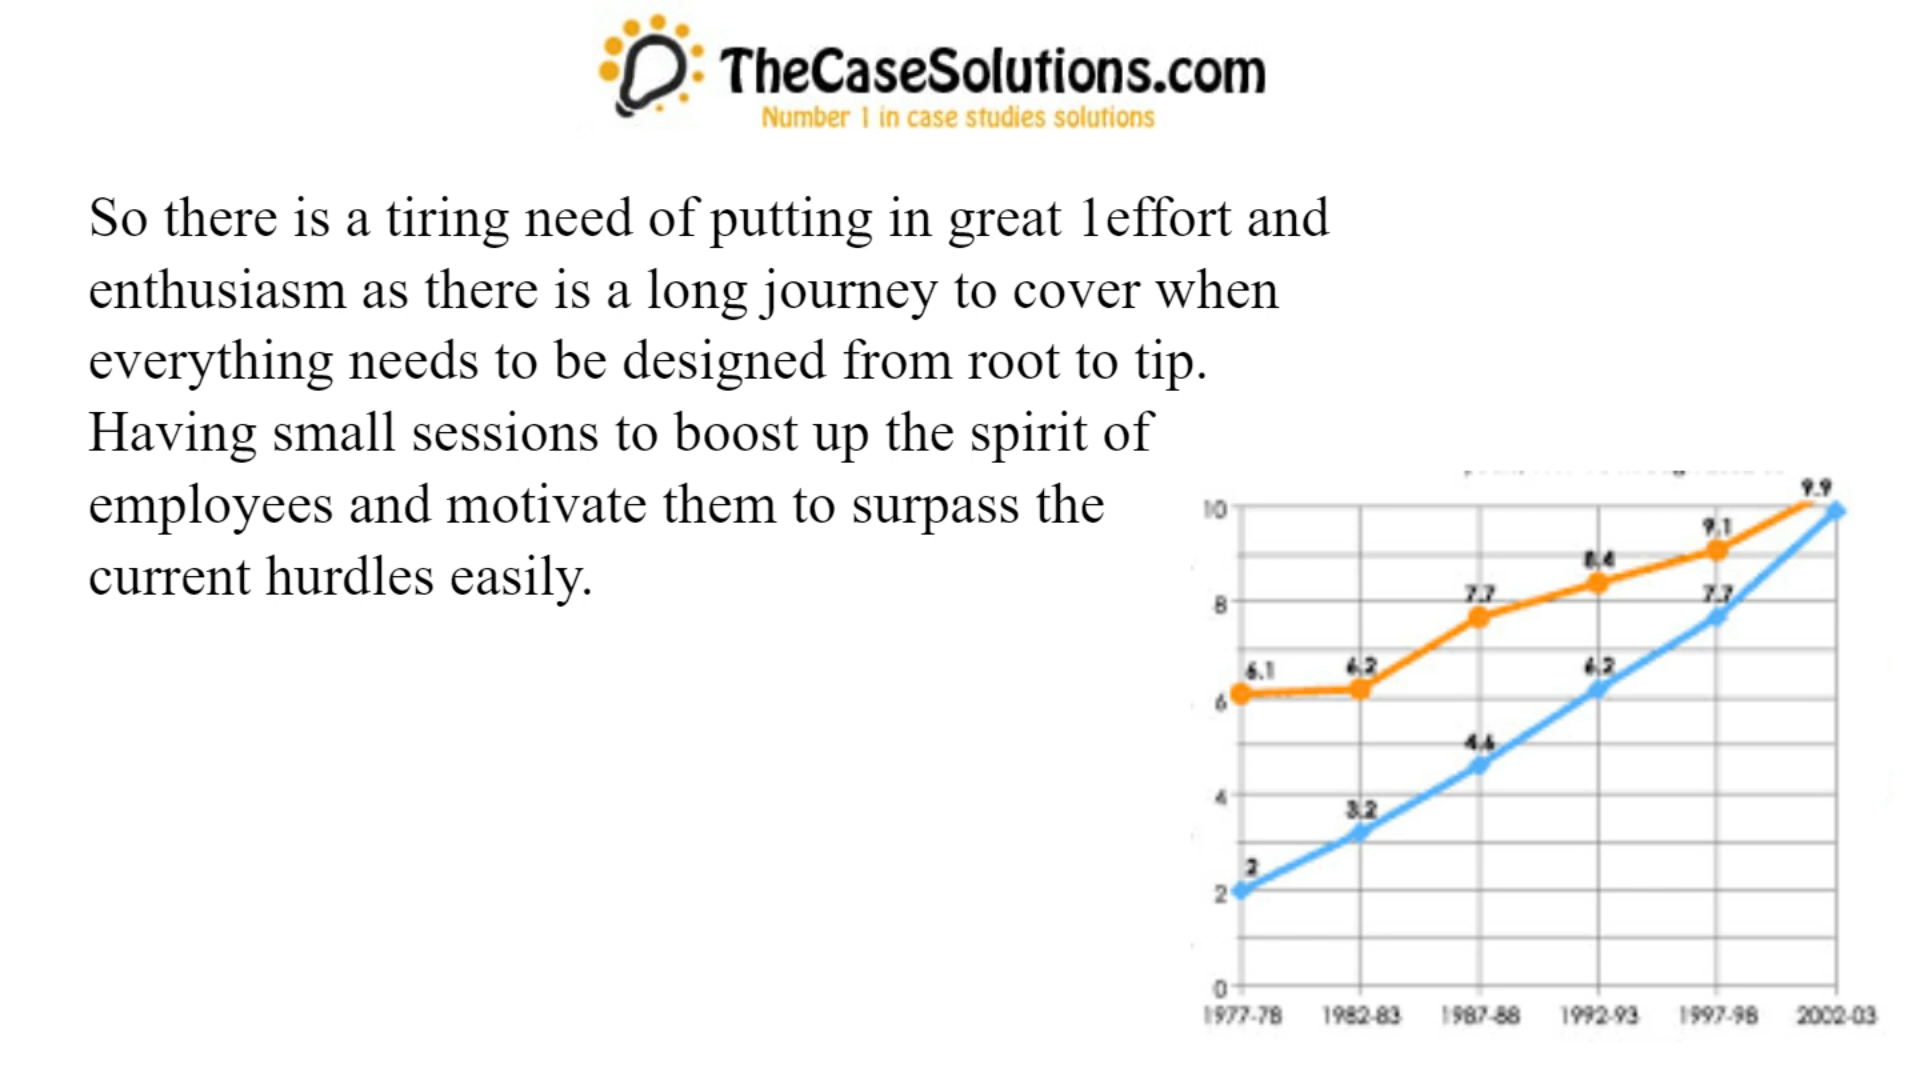 TheCaseSolutions.com
Number 1 in case studies solutions
So there is a tiring need of putting in great 1effort and
enthusiasm as there is a long journey to cover when
everything needs to be designed from root to tip.
Having small sessions to boost up the spirit of
employees and motivate them to surpass the
current hurdles easily.
9.9
10
9.1
8.4
8
7.7
7.7
6.1
6.2
6.2
6
4.6
4
3.2
2
2
0
1977-78 1982-83 1987-88 1992-93 1997-98 2002-03